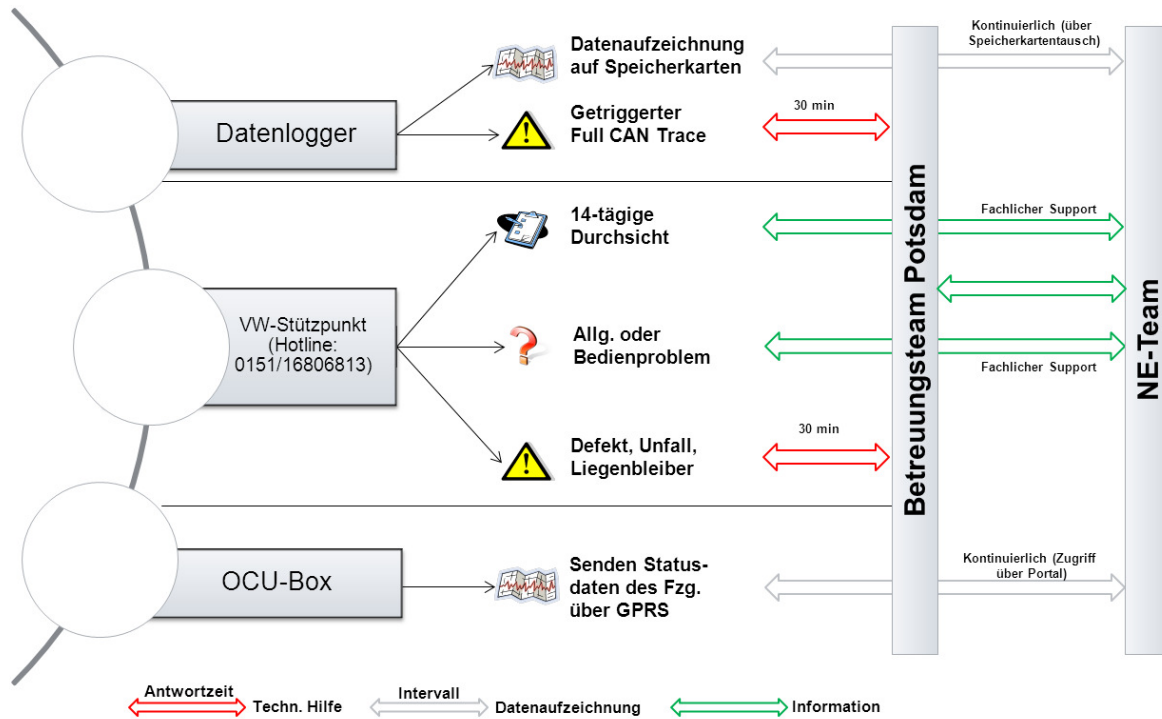 Datenlogger
Datenaufzeichnung
auf Speicherkarten
Kontinuierlich (über
Speicherkartentausch)
Getriggerter
Full CAN Trace
30 min
VW-Stützpunkt
(Hotline:
0151/16806813)
14-tägige
Durchsicht
Fachlicher Support
Allg. oder
Bedienproblem
Fachlicher Support
Defekt, Unfall,
Liegenbleiber
30 min
OCU-Box
Senden Status-
daten des Fzg.
über GPRS
Kontinuierlich (Zugriff
über Portal)
Betreuungsteam Potsdam
NE-Team
Antwortzeit
Techn. Hilfe
Intervall
Datenaufzeichnung
Information